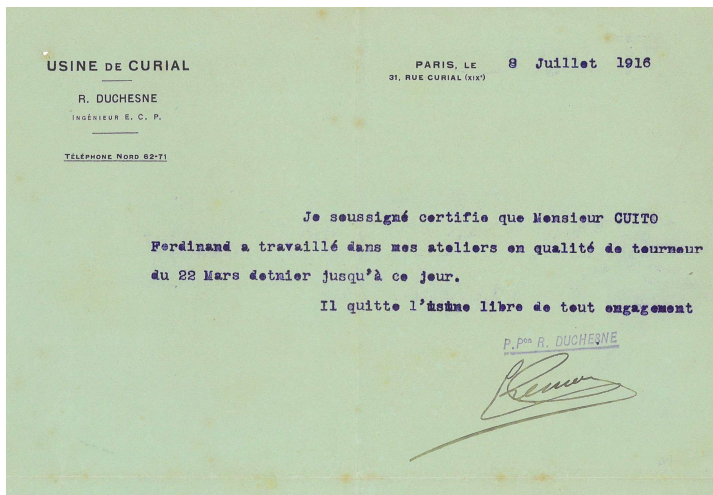 USINE DE CURIAL
R. DUCHESNE
INGÉNIEUR E. C. P.
TÉLÉPHONE NORD 62-71
PARIS, LE 8 Juillet 1916
31, RUE CURIAL (XIXe)
Je soussigné certifie que Monsieur CUITO
Ferdinand a travaillé dans mes ateliers en qualité de tourneur
du 22 Mars detnier jusqu'à ce jour.
Il quitte l'usine libre de tout engagement
P. Pon R. DUCHESNE